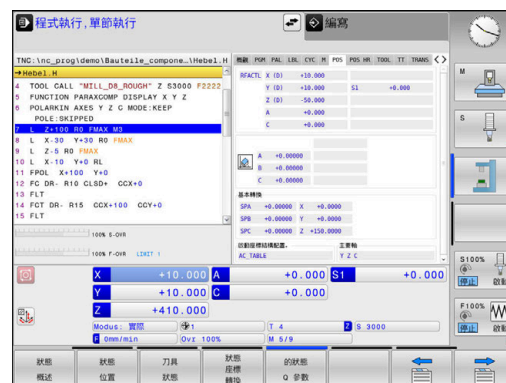 程式執行,單節執行
編寫
TNC:\nc_prog\demo\Bauteile_compone…\Hebel.H
→Hebel.H
4 TOOL CALL "MILL_D8_ROUGH" Z S3000 F2222
5 FUNCTION PARAXCOMP DISPLAY X Y Z
6 POLARKIN AXES Y Z C MODE:KEEP
POLE:SKIPPED
7 L Z+100 R0 FMAX M3
8 L X-30 Y+30 R0 FMAX
9 L Z-5 R0 FMAX
10 L X-10 Y+0 RL
11 FPOL X+100 Y+0
12 FC DR- R10 CLSD+ CCX+0
13 FLT
14 FCT DR- R15 CCX+100 CCY+0
15 FLT
100% S-OVR
100% F-OVR LIMIT 1
概觀 PGM PAL LBL CYC M POS POS HR TOOL TT TRANS
RFACTL X (D) +10.000
Y (D) +10.000 S1 +0.000
Z (D) -50.000
A +0.000
C +0.000
A +0.00000
B +0.00000
C +0.00000
基本轉換
SPA +0.00000 X +0.0000
SPB +0.00000 Y +0.0000
SPC +0.00000 Z +150.0000
啟動座標結構配置. 主要軸
AC_TABLE Y Z C
X +10.000 A +0.000 S1 +0.000
Y +10.000 C +0.000
Z +410.000
Modus: 實際 1 T 4 Z S 3000
F 0mm/min Ovr 100% M 5/9
狀態 概述
狀態 位置
刀具 狀態
狀態 座標 轉換
的狀態 Q 參數
M
S
S100%
停止 啟動
F100%
停止 啟動